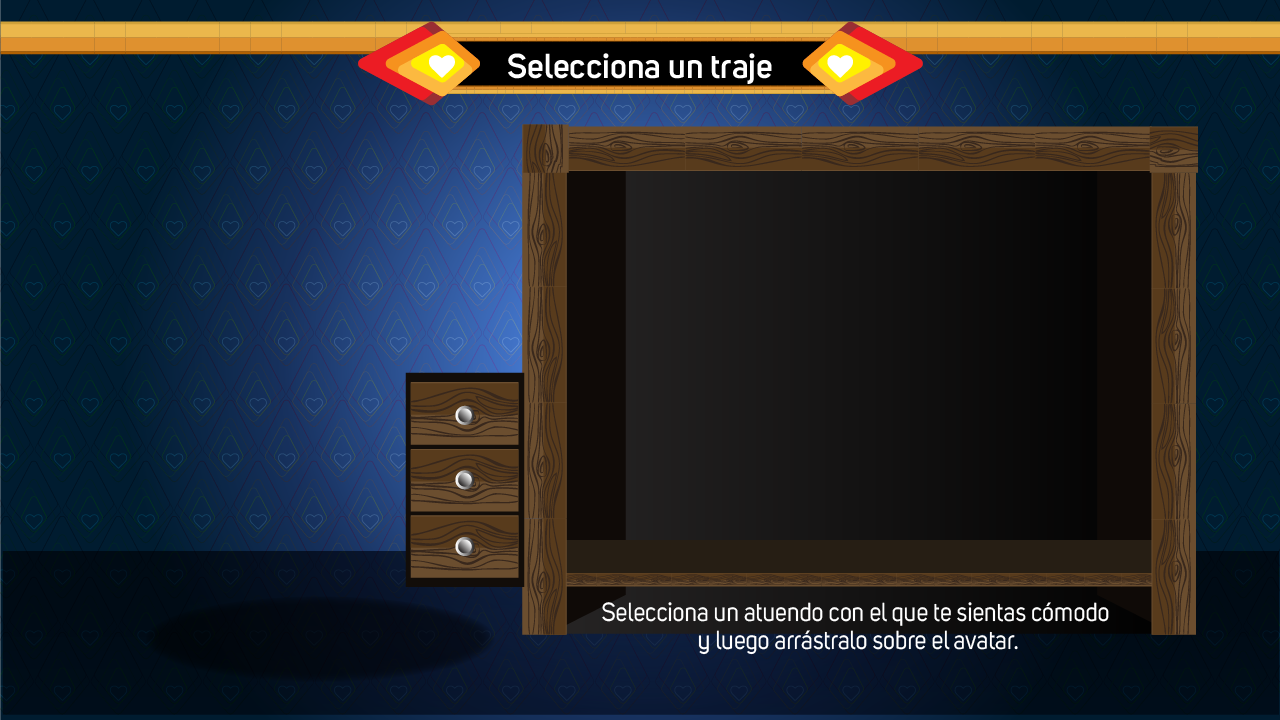 Selecciona un traje
Selecciona un atuendo con el que te sientas cómodo
y luego arrástralo sobre el avatar.